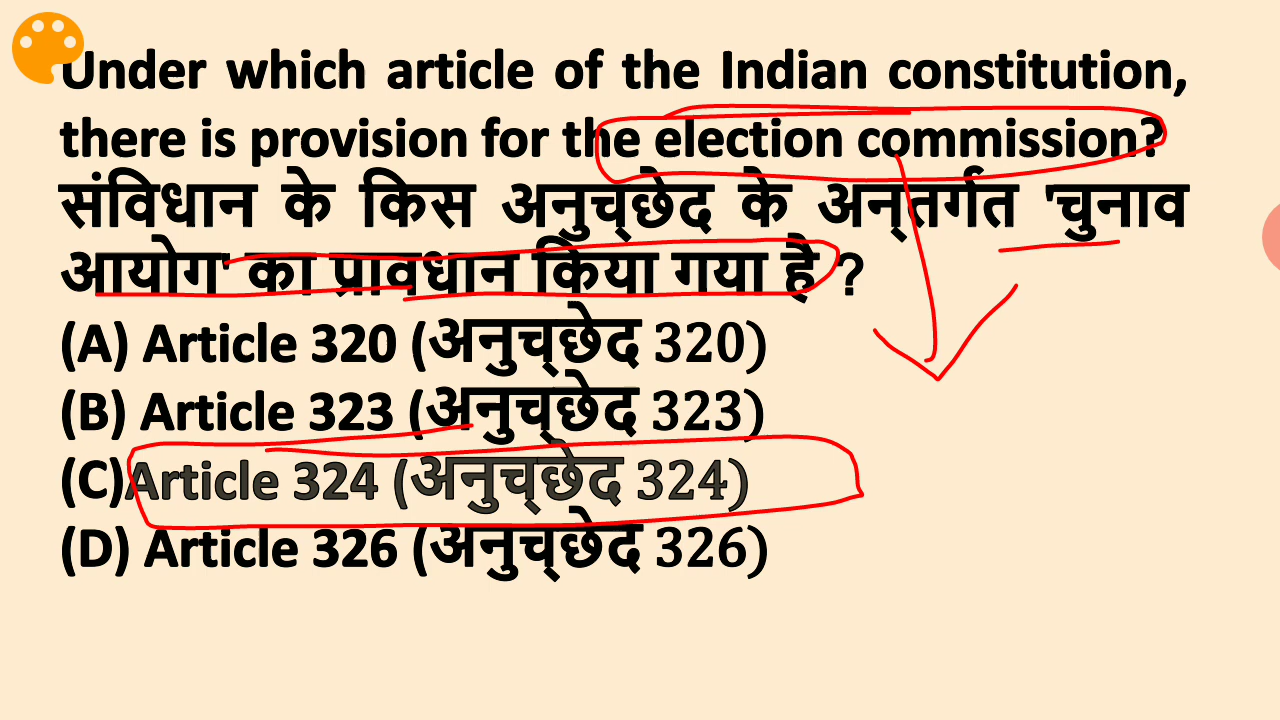 Under which article of the Indian constitution,
there is provision for the election commission?
संविधान के किस अनुच्छेद के अन्तर्गत 'चुनाव
आयोग' का प्रावधान किया गया है ?
(A) Article 320 (अनुच्छेद 320)
(B) Article 323 (अनुच्छेद 323)
(C)Article 324 (अनुच्छेद 324)
(D) Article 326 (अनुच्छेद 326)